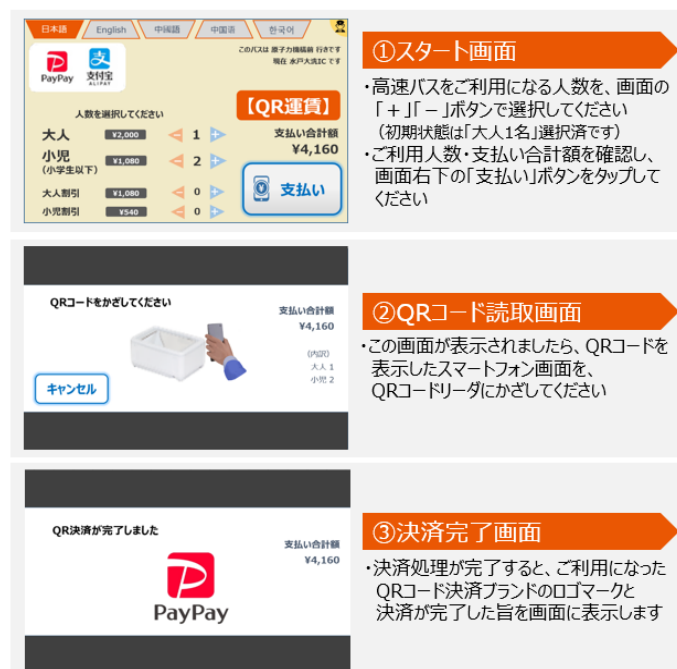 日本語 English 中國語 中国语 한국어
PayPay 支付宝
ALIPAY
このバスは 原子力機構前 行きです
現在 水戸大洗IC です
人数を選択してください
【QR運賃】
大人 ¥2,000 1
小児 ¥1,080 2
(小学生以下)
大人割引 ¥1,080 0
小児割引 ¥540 0
支払い合計額
¥4,160
支払い
①スタート画面
・高速バスをご利用になる人数を、画面の
「+」「-」ボタンで選択してください
(初期状態は「大人1名」選択済です)
・ご利用人数・支払い合計額を確認し、
画面右下の「支払い」ボタンをタップして
ください
QRコードをかざしてください
支払い合計額
¥4,160
(内訳)
大人 1
小児 2
キャンセル
②QRコード読取画面
・この画面が表示されましたら、QRコードを
表示したスマートフォン画面を、
QRコードリーダにかざしてください
QR決済が完了しました
支払い合計額
¥4,160
PayPay
③決済完了画面
・決済処理が完了すると、ご利用になった
QRコード決済ブランドのロゴマークと
決済が完了した旨を画面に表示します